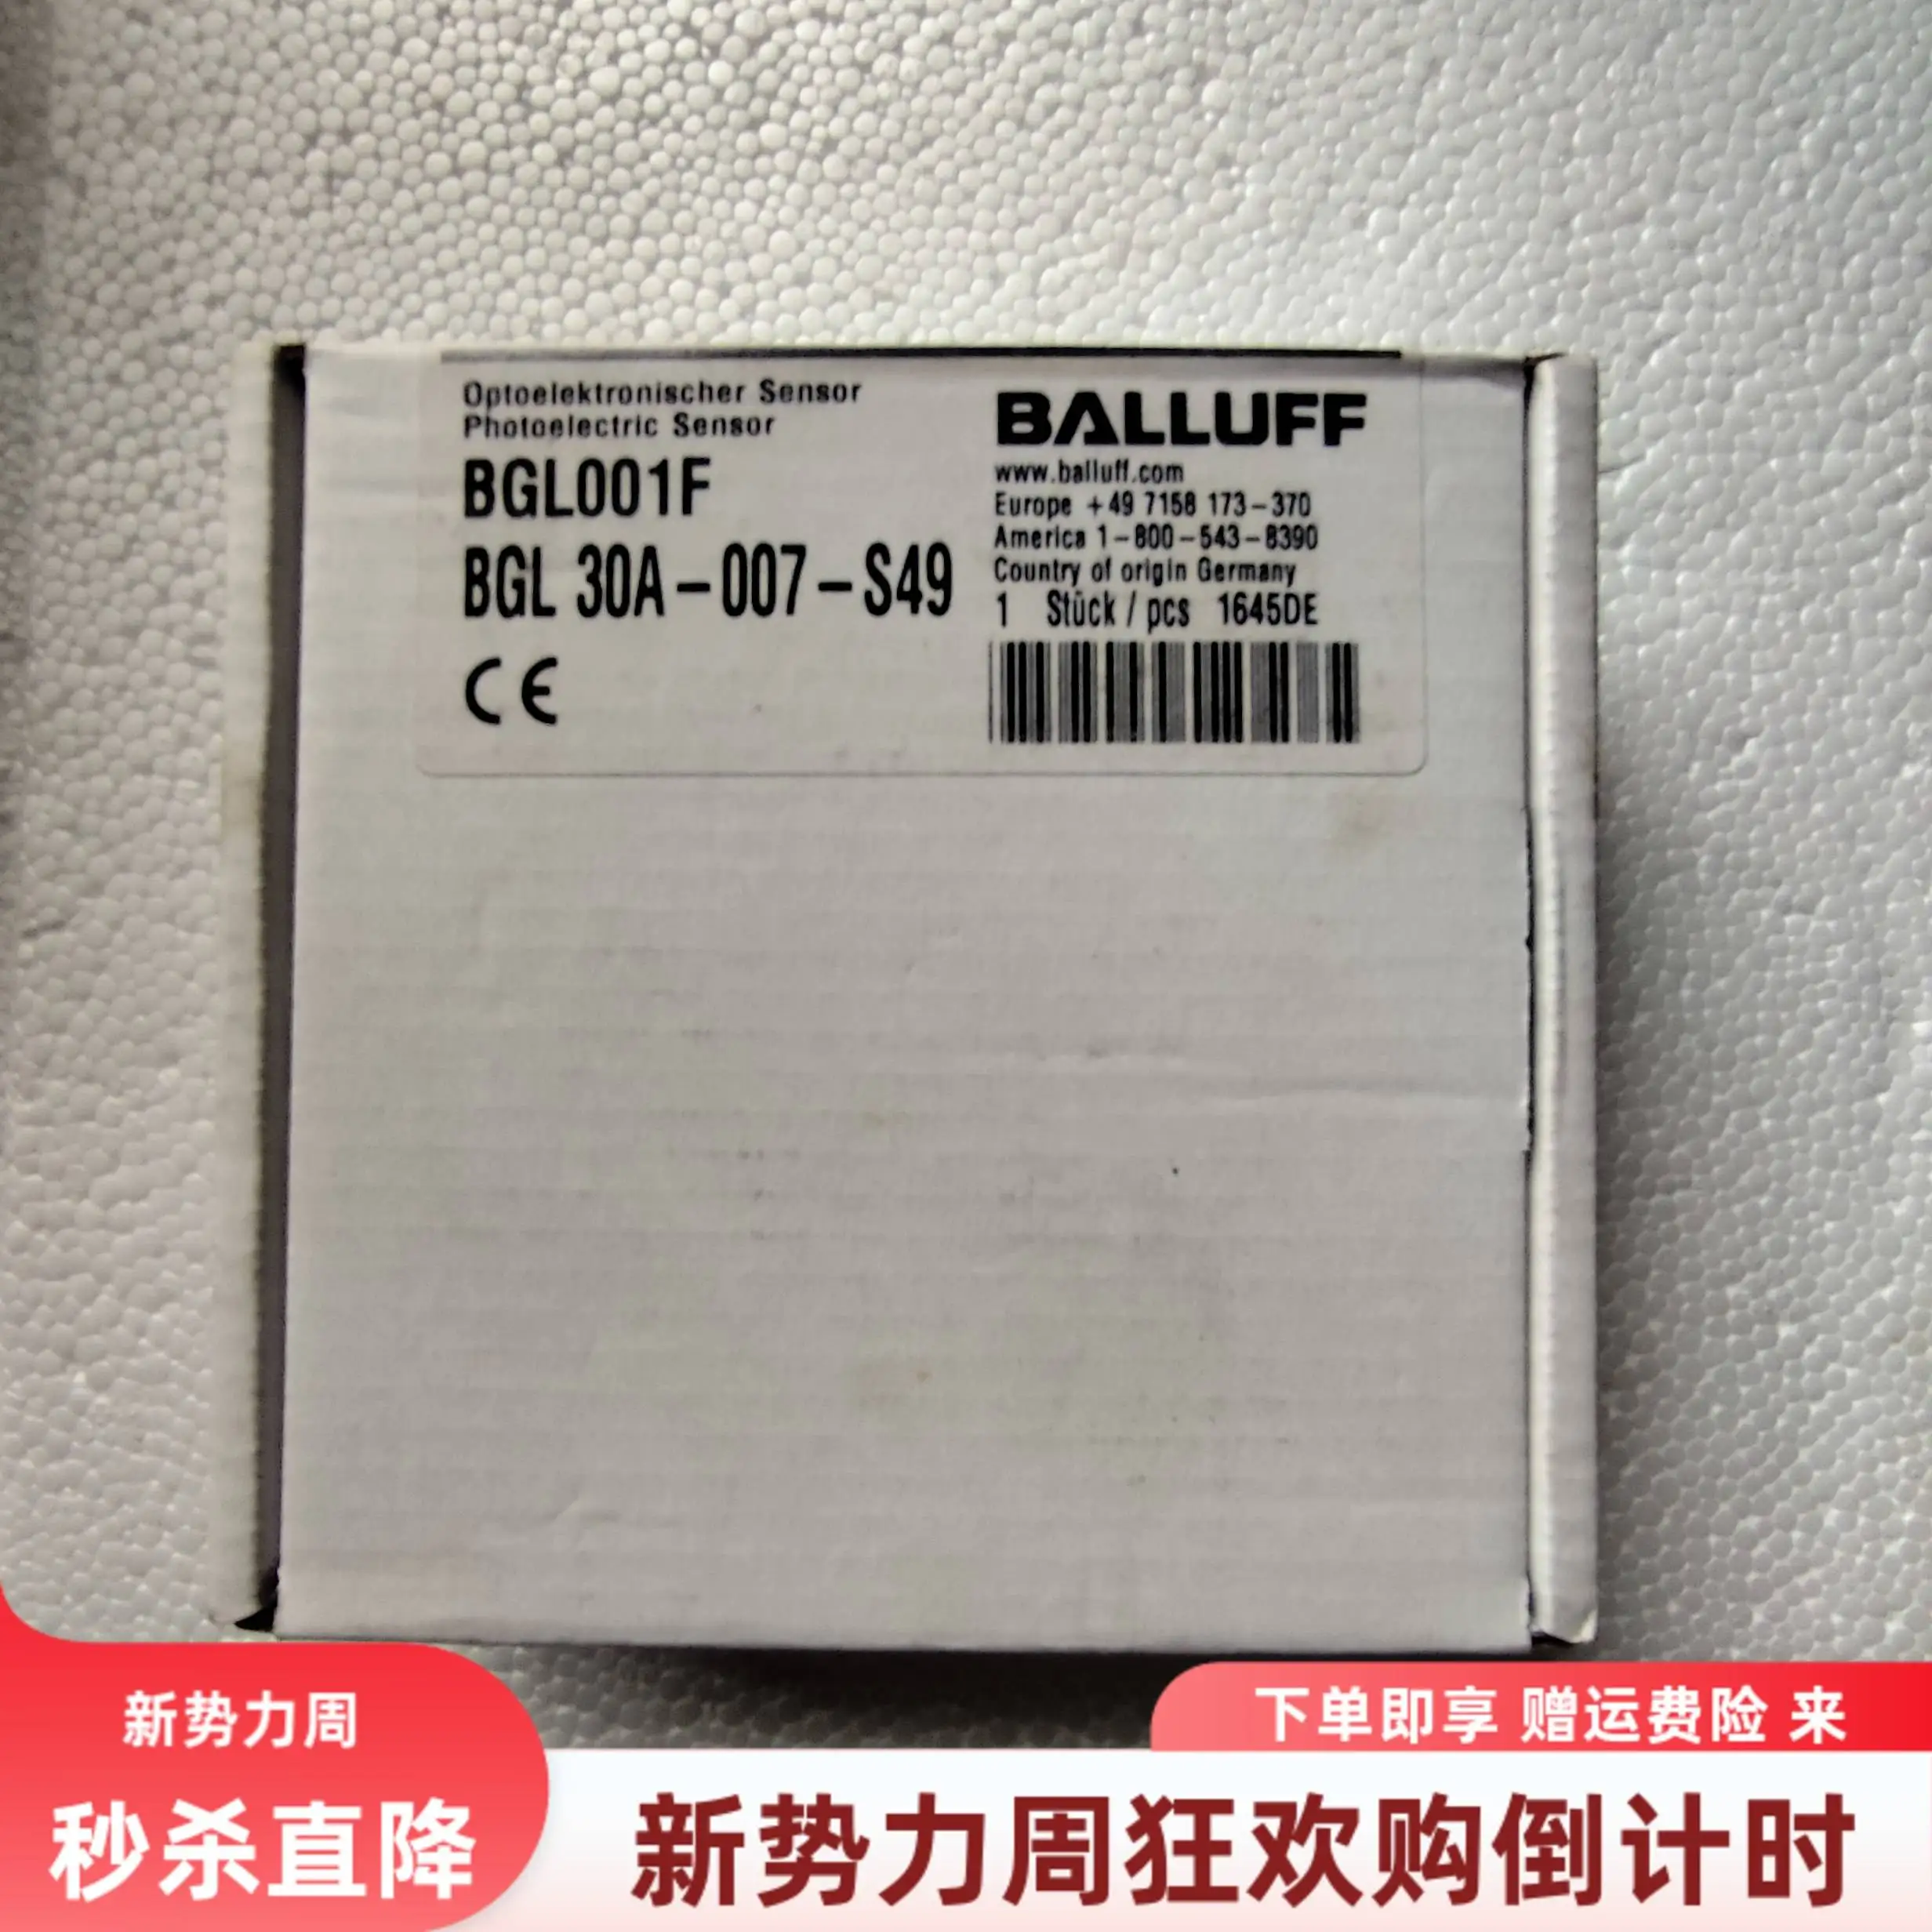 Optoelektronischer Sensor
Photoelectric Sensor
BGL001F
BGL 30A-007-S49
CE
BALLUFF
www.balluff.com
Europe +49 7158 173-370
America 1-800-543-8390
Country of origin Germany
1 Stück / pcs 1645DE
新势力周
秒杀直降
下单即享 赠运费险 来
新势力周狂欢购倒计时